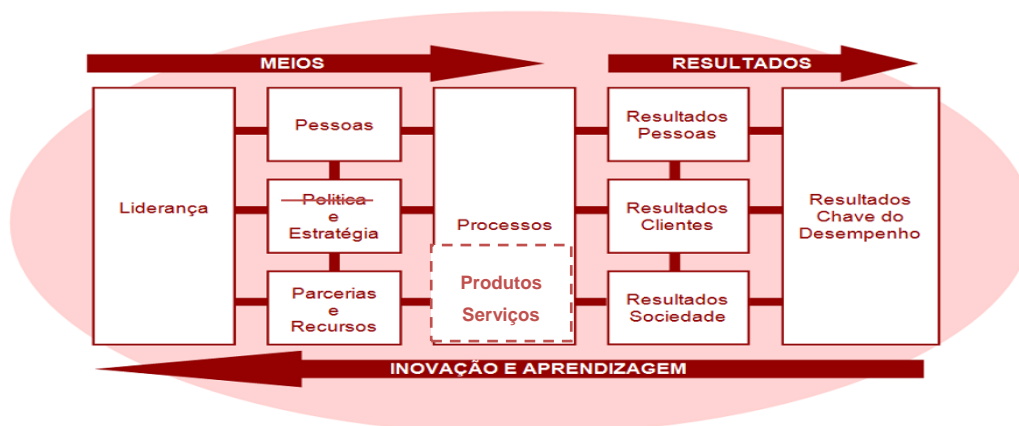 MEIOS
RESULTADOS
Liderança
Pessoas
Politica
e
Estratégia
Parcerias
e
Recursos
Processos
Produtos
Serviços
Resultados
Pessoas
Resultados
Clientes
Resultados
Sociedade
Resultados
Chave do
Desempenho
INOVAÇÃO E APRENDIZAGEM